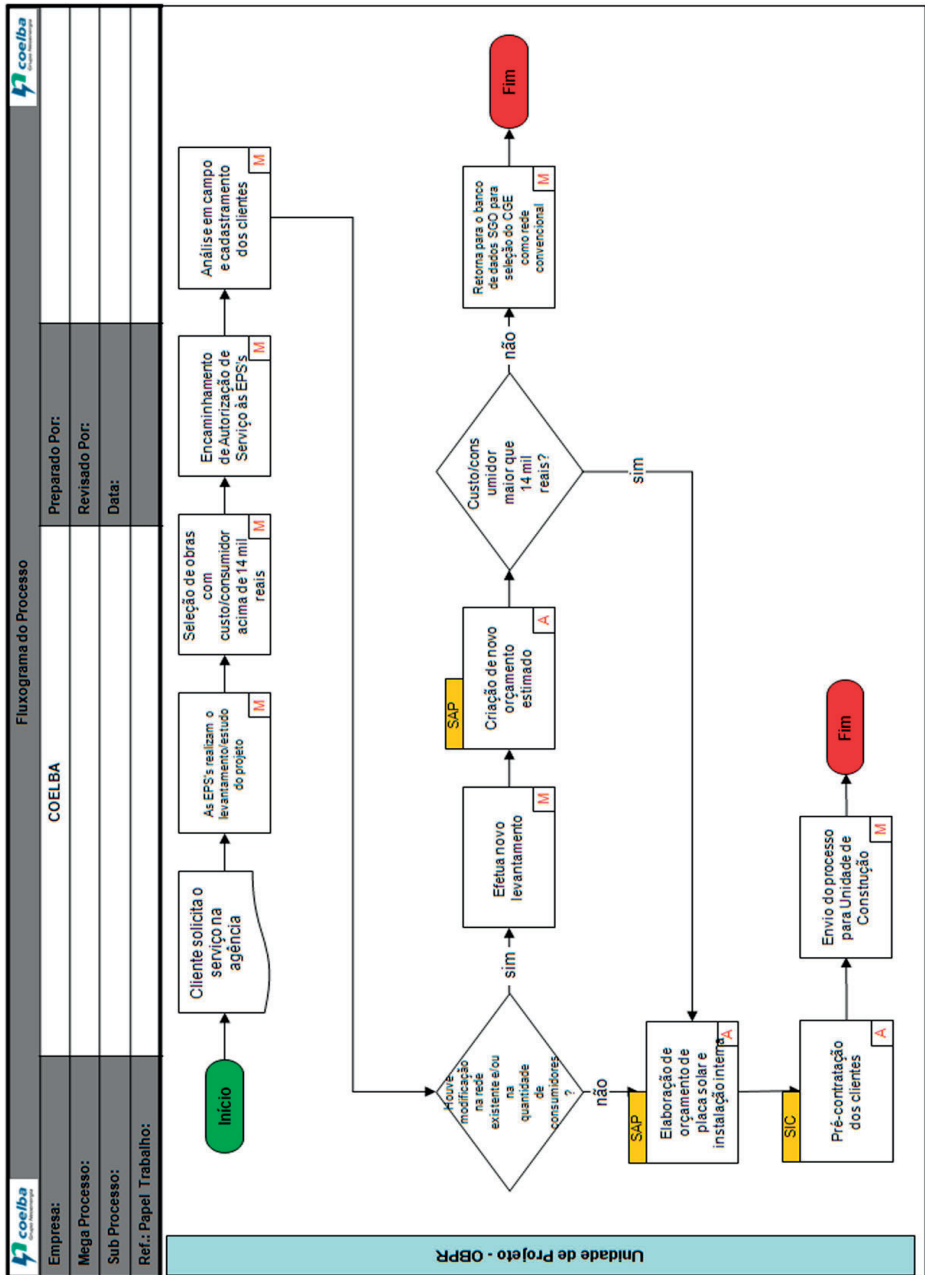 Fluxograma do Processo
coelba
Grupo Neoenergia
coelba
Grupo Neoenergia
Empresa:
COELBA
Preparado Por:
Mega Processo:
Revisado Por:
Sub Processo:
Data:
Ref.: Papel Trabalho:
Unidade de Projeto - OBPR
Início
Cliente solicita o
serviço na
agência
As EPS's realizam o
levantamento/estudo
do projeto
M
Seleção de obras
com
custo/consumidor
acima de 14 mil
reais
M
Encaminhamento
de Autorização de
Serviço às EPS's
M
Análise em campo
e cadastramento
dos clientes
M
Houve
modificação
na rede
existente e/ou
na
quantidade
de
consumidores
?
sim
não
Efetua novo
levantamento
M
SAP
Criação de novo
orçamento
estimado
A
Custo/cons
umidor
maior que
14 mil
reais?
não
sim
Retorna para o banco
de dados SGO para
seleção do CGE
como rede
convencional
M
Fim
SAP
Elaboração de
orçamento de
placa solar e
instalação interna
A
SIC
Pré-contratação
dos clientes
A
Envio do processo
para Unidade de
Construção
M
Fim